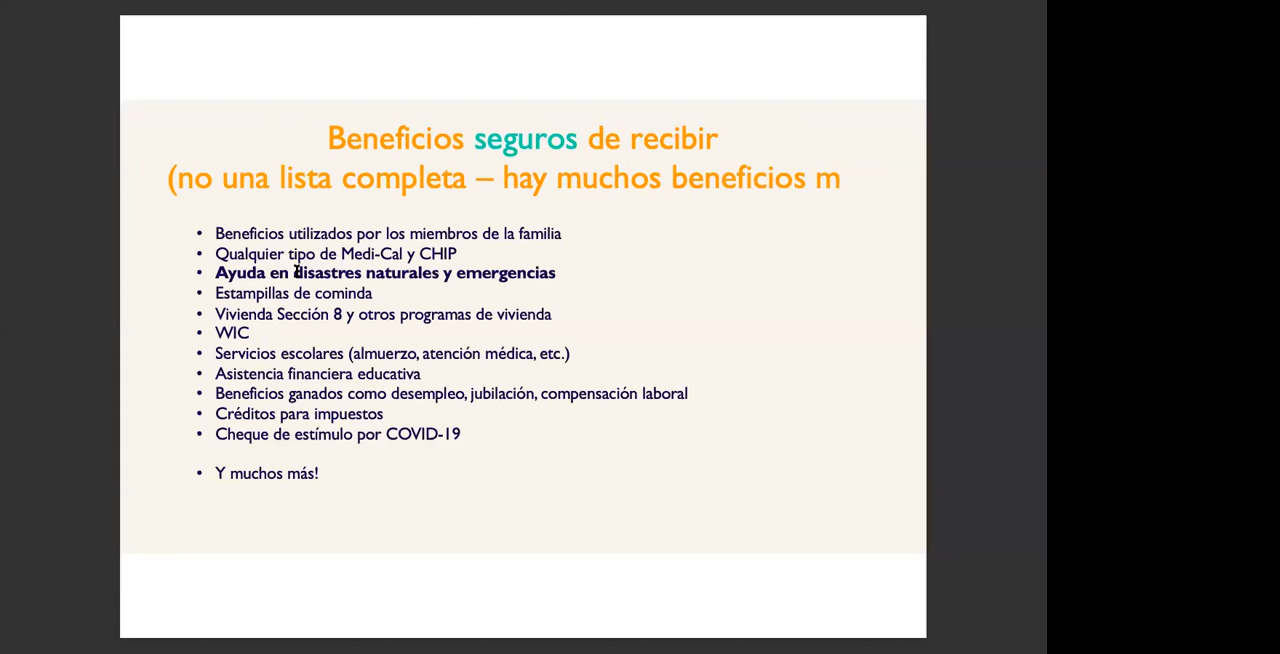 Beneficios seguros de recibir
(no una lista completa – hay muchos beneficios m
• Beneficios utilizados por los miembros de la familia
• Qualquier tipo de Medi-Cal y CHIP
• Ayuda en disastres naturales y emergencias
• Estampillas de cominda
• Vivienda Sección 8 y otros programas de vivienda
• WIC
• Servicios escolares (almuerzo, atención médica, etc.)
• Asistencia financiera educativa
• Beneficios ganados como desempleo, jubilación, compensación laboral
• Créditos para impuestos
• Cheque de estímulo por COVID-19
• Y muchos más!